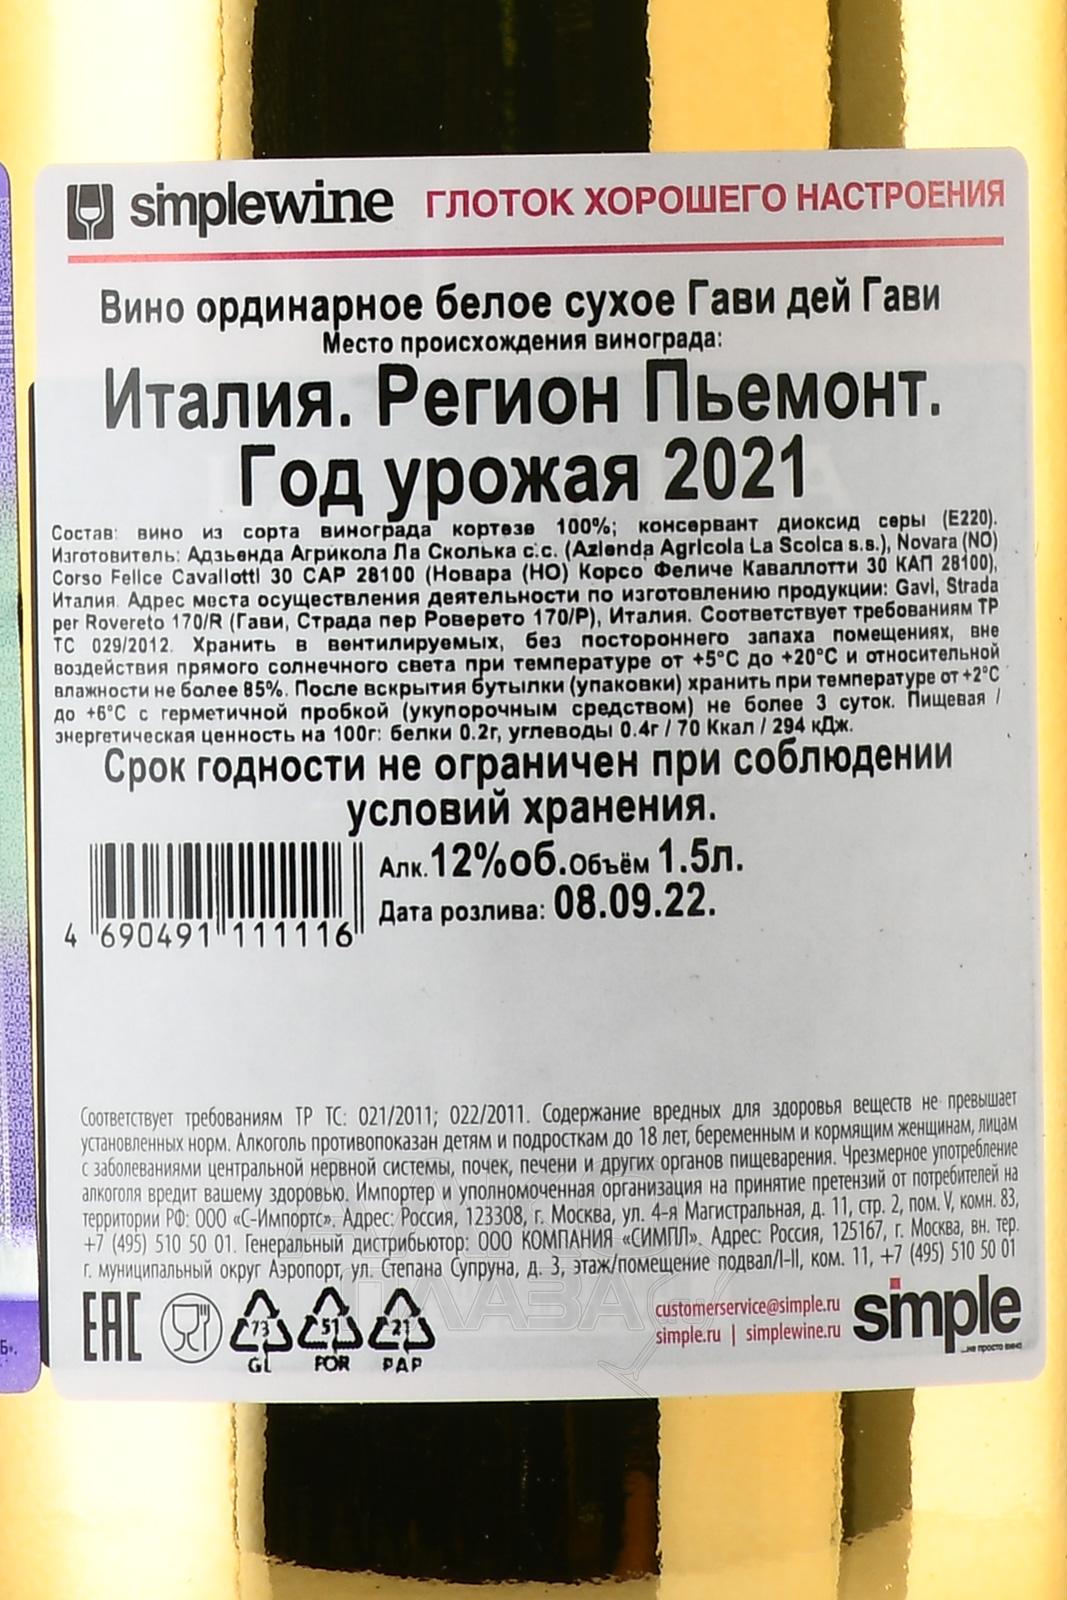 simplewine ГЛОТОК ХОРОШЕГО НАСТРОЕНИЯ
Вино ординарное белое сухое Гави дей Гави
Место происхождения винограда:
Италия. Регион Пьемонт.
Год урожая 2021
Состав: вино из сорта винограда кортезе 100%; консервант диоксид серы (Е220).
Изготовитель: Адзьенда Агрикола Ла Сколька с.с. (Azienda Agricola La Scolca s.s.), Novara (NO)
Corso Felice Cavallotti 30 CAP 28100 (Новара (НО) Корсо Феличе Каваллотти 30 КАП 28100),
Италия. Адрес места осуществления деятельности по изготовлению продукции: Gavi, Strada
per Rovereto 170/R (Гави, Страда пер Роверето 170/Р), Италия. Соответствует требованиям ТР
ТС 029/2012. Хранить в вентилируемых, без постороннего запаха помещениях, вне
воздействия прямого солнечного света при температуре от +5°С до +20°С и относительной
влажности не более 85%. После вскрытия бутылки (упаковки) хранить при температуре от +2°С
до +6°С с герметичной пробкой (укупорочным средством) не более 3 суток. Пищевая /
энергетическая ценность на 100г: белки 0.2г, углеводы 0.4г / 70 Ккал / 294 кДж.
Срок годности не ограничен при соблюдении
условий хранения.
Алк. 12%об. Объём 1.5л.
Дата розлива: 08.09.22.
4 690491 111116
Соответствует требованиям ТР ТС: 021/2011; 022/2011. Содержание вредных для здоровья веществ не превышает
установленных норм. Алкоголь противопоказан детям и подросткам до 18 лет, беременным и кормящим женщинам, лицам
с заболеваниями центральной нервной системы, почек, печени и других органов пищеварения. Чрезмерное употребление
алкоголя вредит вашему здоровью. Импортер и уполномоченная организация на принятие претензий от потребителей на
территории РФ: ООО «С-Импортс». Адрес: Россия, 123308, г. Москва, ул. 4-я Магистральная, д. 11, стр. 2, пом. V, комн. 83,
+7 (495) 510 50 01. Генеральный дистрибьютор: ООО КОМПАНИЯ «СИМПЛ». Адрес: Россия, 125167, г. Москва, вн. тер.
г. муниципальный округ Аэропорт, ул. Степана Супруна, д. 3, этаж/помещение подвал/I-II, ком. 11, +7 (495) 510 50 01
EAC
73 51 21
GL FOR PAP
customerservice@simple.ru
simple.ru | simplewine.ru
simple
...не просто вино
Б».